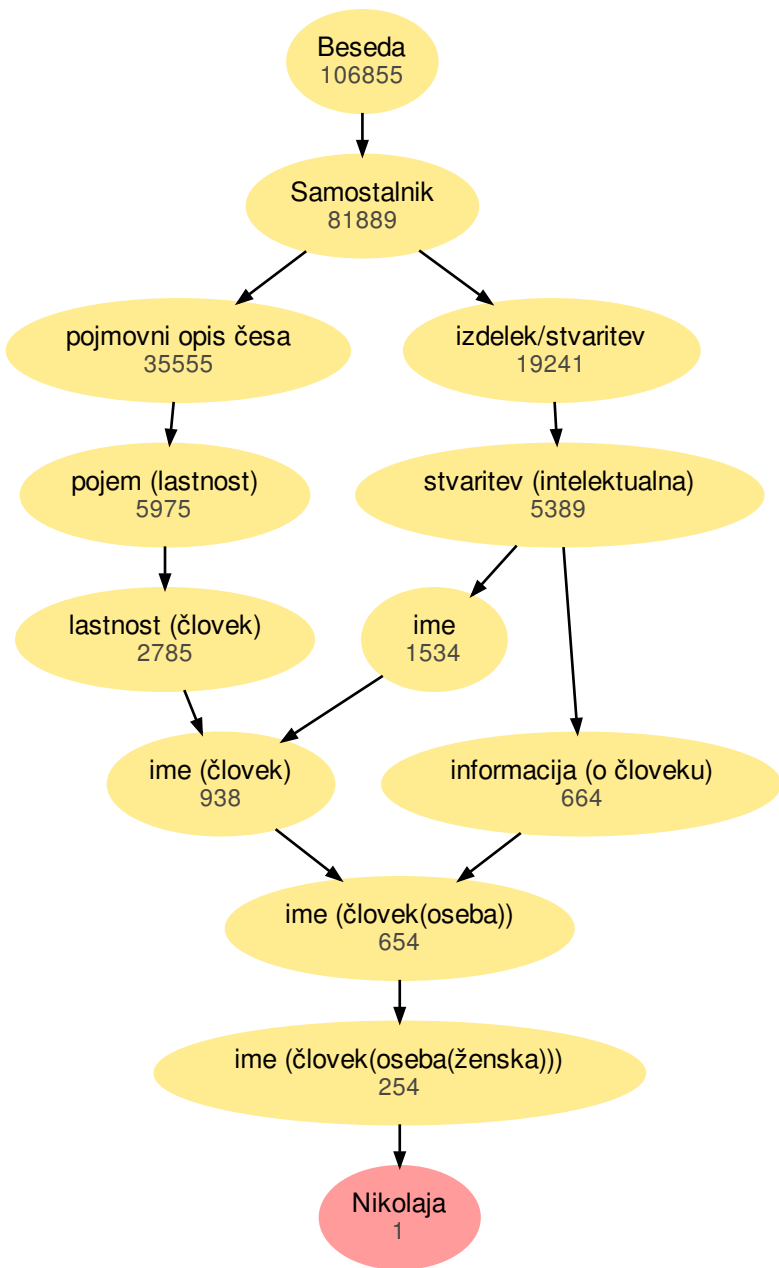 Beseda
106855
Samostalnik
81889
pojmovni opis česa
35555
izdelek/stvaritev
19241
pojem (lastnost)
5975
stvaritev (intelektualna)
5389
lastnost (človek)
2785
ime
1534
ime (človek)
938
informacija (o človeku)
664
ime (človek(oseba))
654
ime (človek(oseba(ženska)))
254
Nikolaja
1